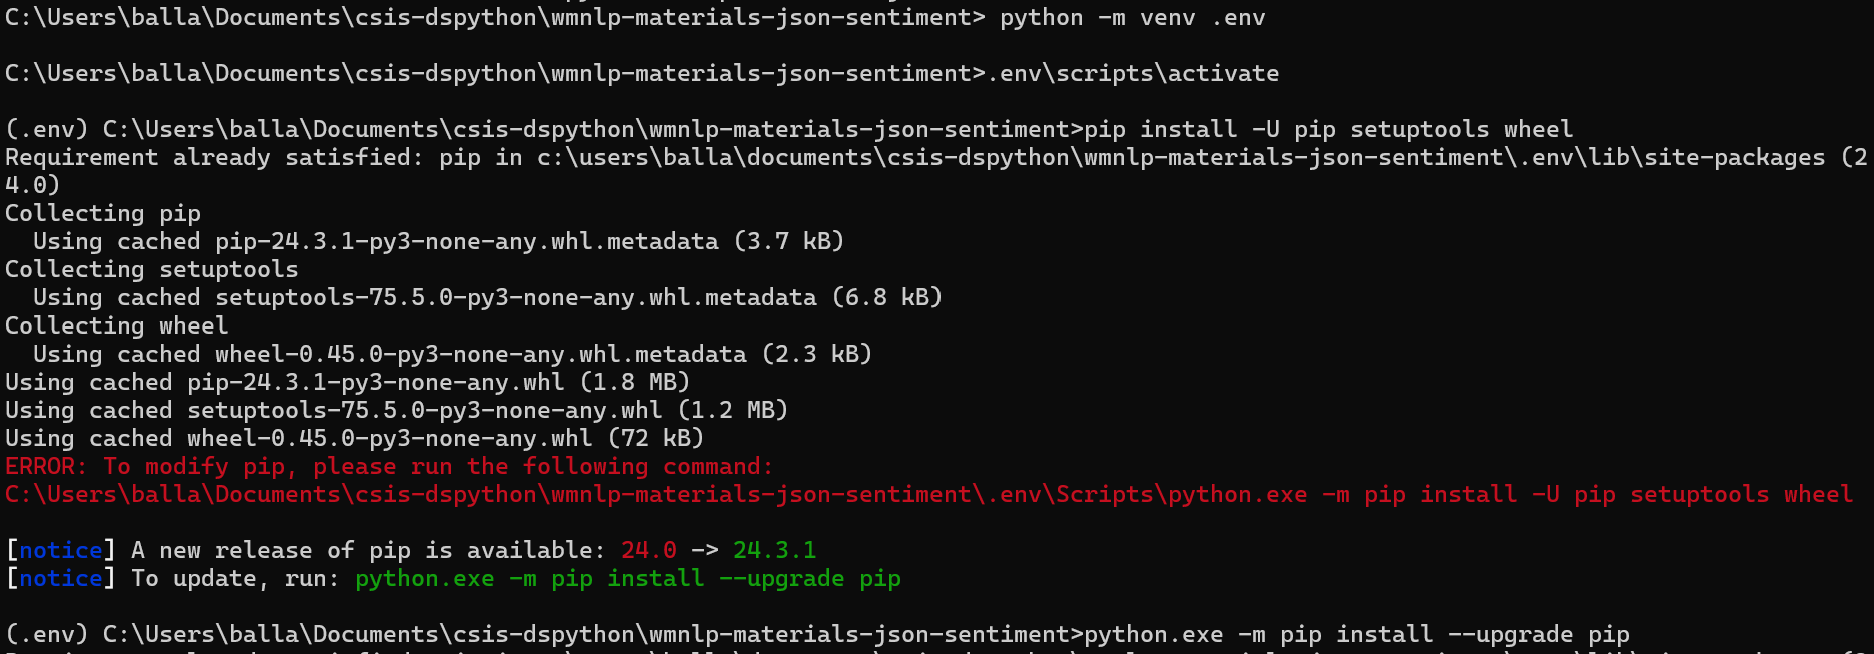 C:\Users\balla\Documents\csis-dspython\wmnlp-materials-json-sentiment> python -m venv .env
C:\Users\balla\Documents\csis-dspython\wmnlp-materials-json-sentiment>.env\scripts\activate
(.env) C:\Users\balla\Documents\csis-dspython\wmnlp-materials-json-sentiment>pip install -U pip setuptools wheel
Requirement already satisfied: pip in c:\users\balla\documents\csis-dspython\wmnlp-materials-json-sentiment\.env\lib\site-packages (2
4.0)
Collecting pip
  Using cached pip-24.3.1-py3-none-any.whl.metadata (3.7 kB)
Collecting setuptools
  Using cached setuptools-75.5.0-py3-none-any.whl.metadata (6.8 kB)
Collecting wheel
  Using cached wheel-0.45.0-py3-none-any.whl.metadata (2.3 kB)
Using cached pip-24.3.1-py3-none-any.whl (1.8 MB)
Using cached setuptools-75.5.0-py3-none-any.whl (1.2 MB)
Using cached wheel-0.45.0-py3-none-any.whl (72 kB)
ERROR: To modify pip, please run the following command:
C:\Users\balla\Documents\csis-dspython\wmnlp-materials-json-sentiment\.env\Scripts\python.exe -m pip install -U pip setuptools wheel
[notice] A new release of pip is available: 24.0 -> 24.3.1
[notice] To update, run: python.exe -m pip install --upgrade pip
(.env) C:\Users\balla\Documents\csis-dspython\wmnlp-materials-json-sentiment>python.exe -m pip install --upgrade pip